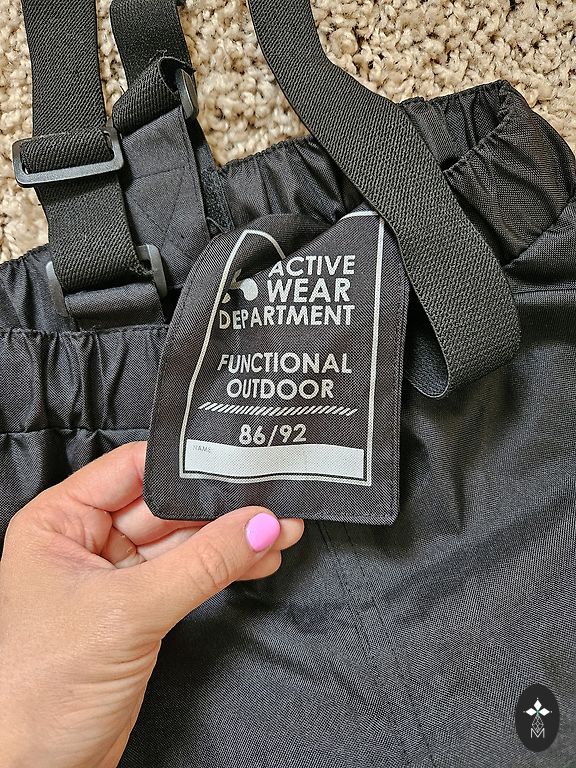 ACTIVE
WEAR
DEPARTMENT
FUNCTIONAL
OUTDOOR
86/92
NAME
M